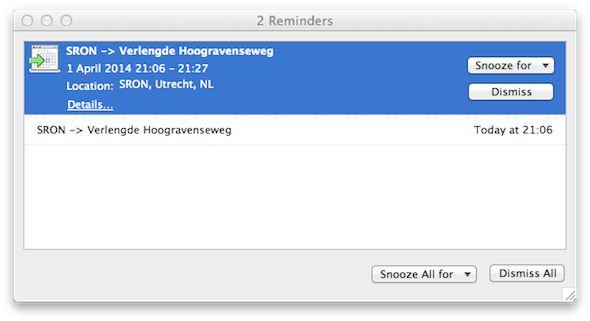 2 Reminders
SRON -> Verlengde Hoogravenseweg
1 April 2014 21:06 – 21:27
Snooze for
Location: SRON, Utrecht, NL
Dismiss
Details...
SRON -> Verlengde Hoogravenseweg Today at 21:06
Snooze All for Dismiss All